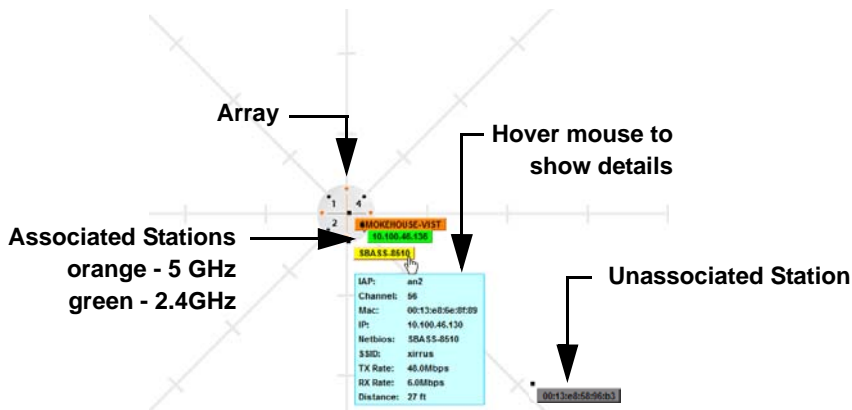 Array
Hover mouse to
show details
1 4
2
SMOKEHOUSE-VIST
10.100.46.136
SBASS-8510
Associated Stations
orange - 5 GHz
green - 2.4GHz
Unassociated Station
IAP: an2
Channel: 56
Mac: 00:13:e8:6e:8f:89
IP: 10.100.46.130
Netbios: SBASS-8510
SSID: xirrus
TX Rate: 48.0Mbps
RX Rate: 6.0Mbps
Distance: 27 ft
00:13:e8:58:96:b3